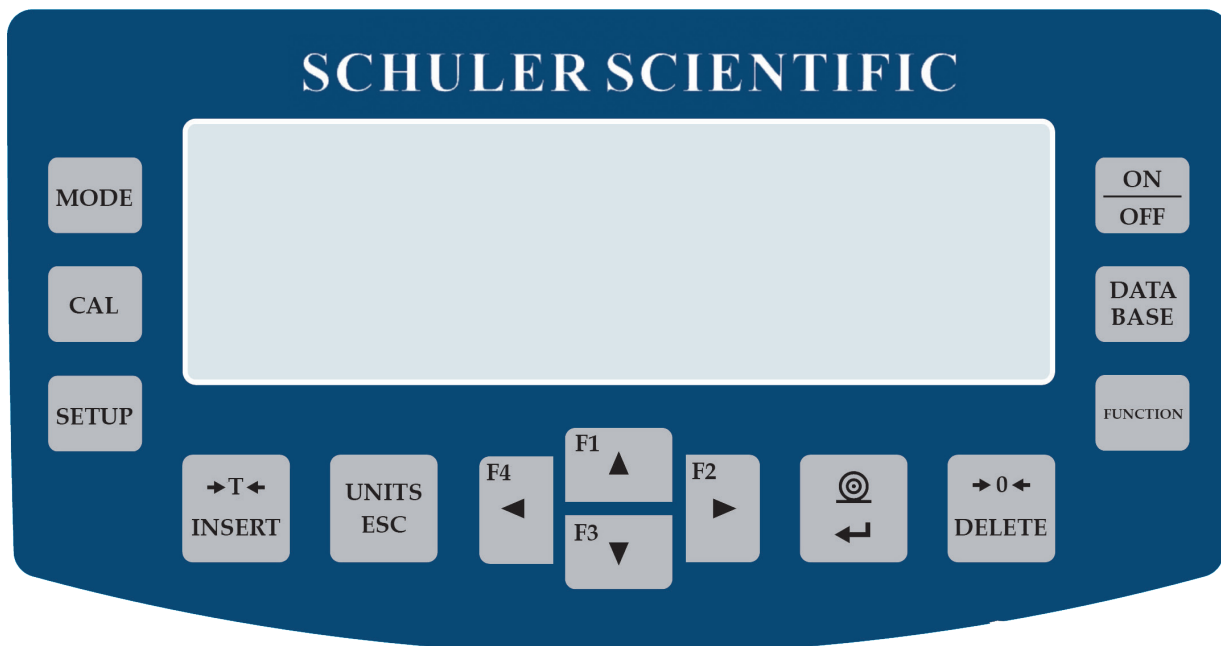 SCHULER SCIENTIFIC
MODE
ON
OFF
CAL
DATA
BASE
SETUP
FUNCTION
→T←
INSERT
UNITS
ESC
F4
F1
F3
F2
→0←
DELETE